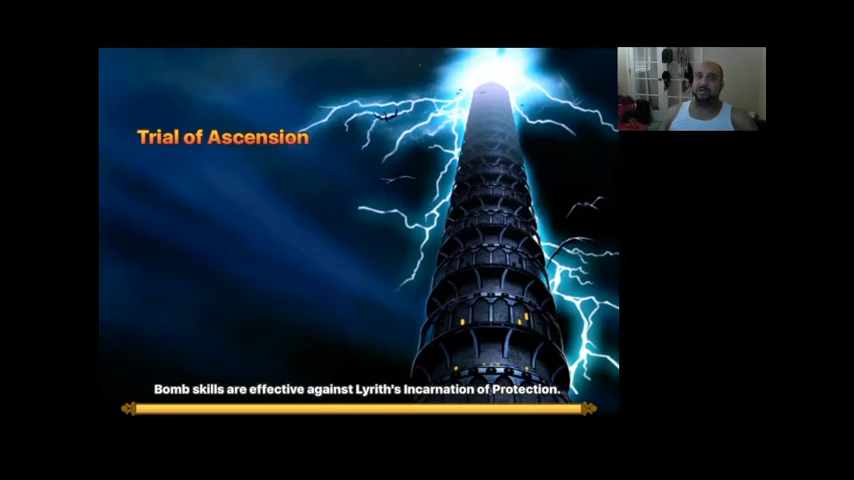 Trial of Ascension
Bomb skills are effective against Lyrith's Incarnation of Protection.